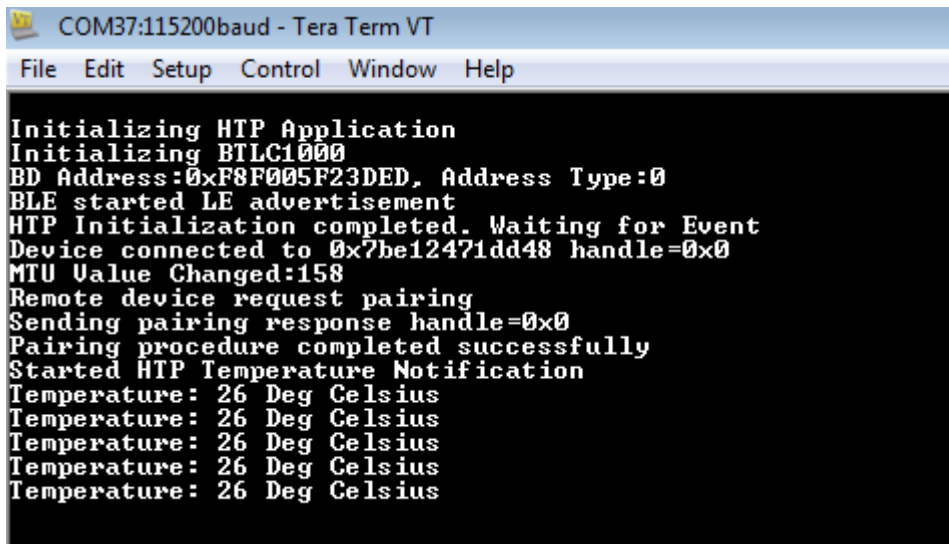 COM37:115200baud - Tera Term VT
File Edit Setup Control Window Help
Initializing HTP Application
Initializing BTLC1000
BD Address:0xF8F005F23DED, Address Type:0
BLE started LE advertisement
HTP Initialization completed. Waiting for Event
Device connected to 0x7be12471dd48 handle=0x0
MTU Value Changed:158
Remote device request pairing
Sending pairing response handle=0x0
Pairing procedure completed successfully
Started HTP Temperature Notification
Temperature: 26 Deg Celsius
Temperature: 26 Deg Celsius
Temperature: 26 Deg Celsius
Temperature: 26 Deg Celsius
Temperature: 26 Deg Celsius